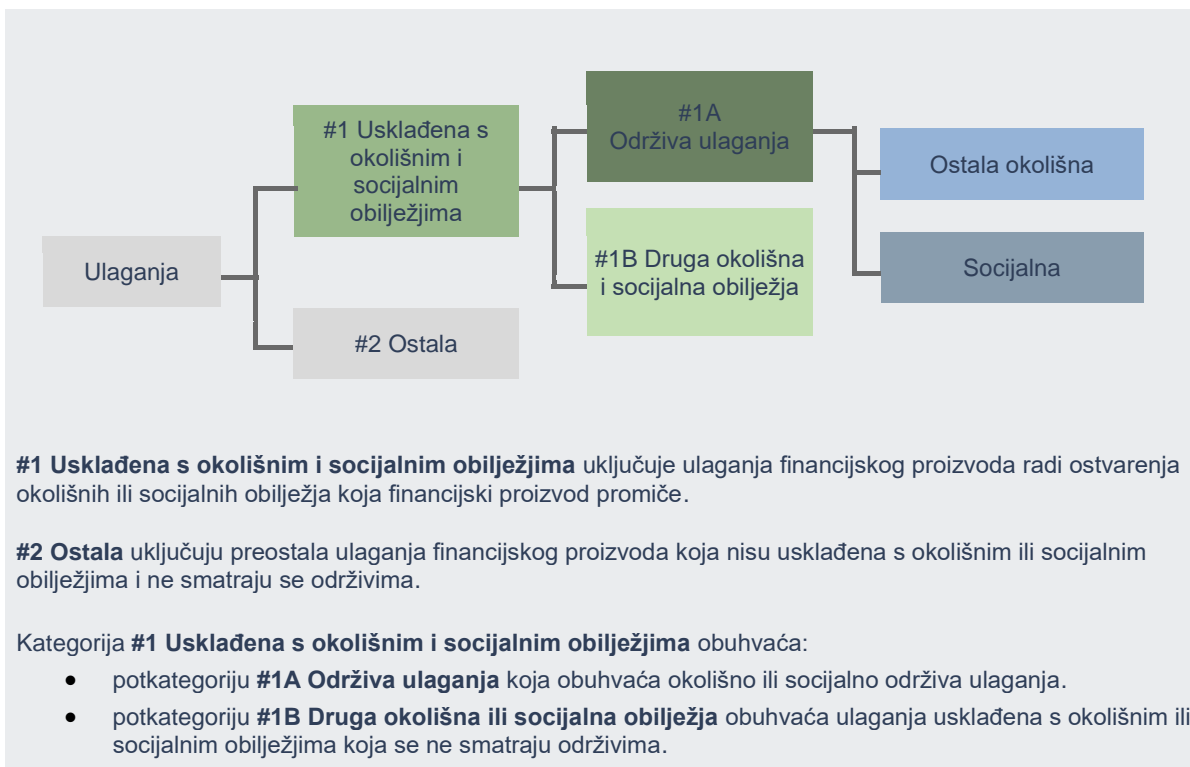 #1 Usklađena s
okolišnim i
socijalnim
obilježjima
#1A
Održiva ulaganja
Ostala okolišna
Ulaganja
#1B Druga okolišna
i socijalna obilježja
Socijalna
#2 Ostala
#1 Usklađena s okolišnim i socijalnim obilježjima uključuje ulaganja financijskog proizvoda radi ostvarenja
okolišnih ili socijalnih obilježja koja financijski proizvod promiče.
#2 Ostala uključuju preostala ulaganja financijskog proizvoda koja nisu usklađena s okolišnim ili socijalnim
obilježjima i ne smatraju se održivima.
Kategorija #1 Usklađena s okolišnim i socijalnim obilježjima obuhvaća:
• potkategoriju #1A Održiva ulaganja koja obuhvaća okolišno ili socijalno održiva ulaganja.
• potkategoriju #1B Druga okolišna ili socijalna obilježja obuhvaća ulaganja usklađena s okolišnim ili
socijalnim obilježjima koja se ne smatraju održivima.